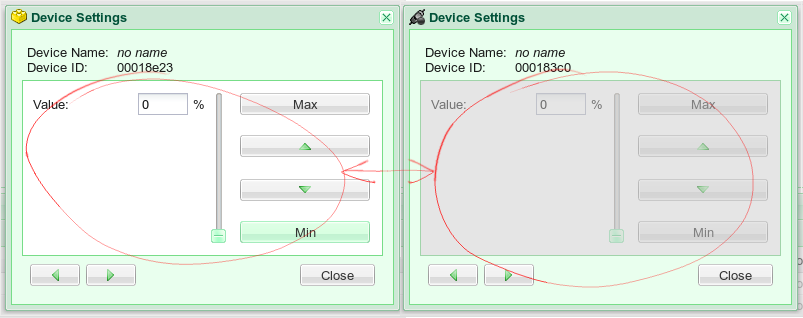 Device Settings
Device Name: no name
Device ID: 00018e23
Value: 0 % Max
Min
Close
Device Settings
Device Name: no name
Device ID: 000183c0
Value: 0 % Max
Min
Close